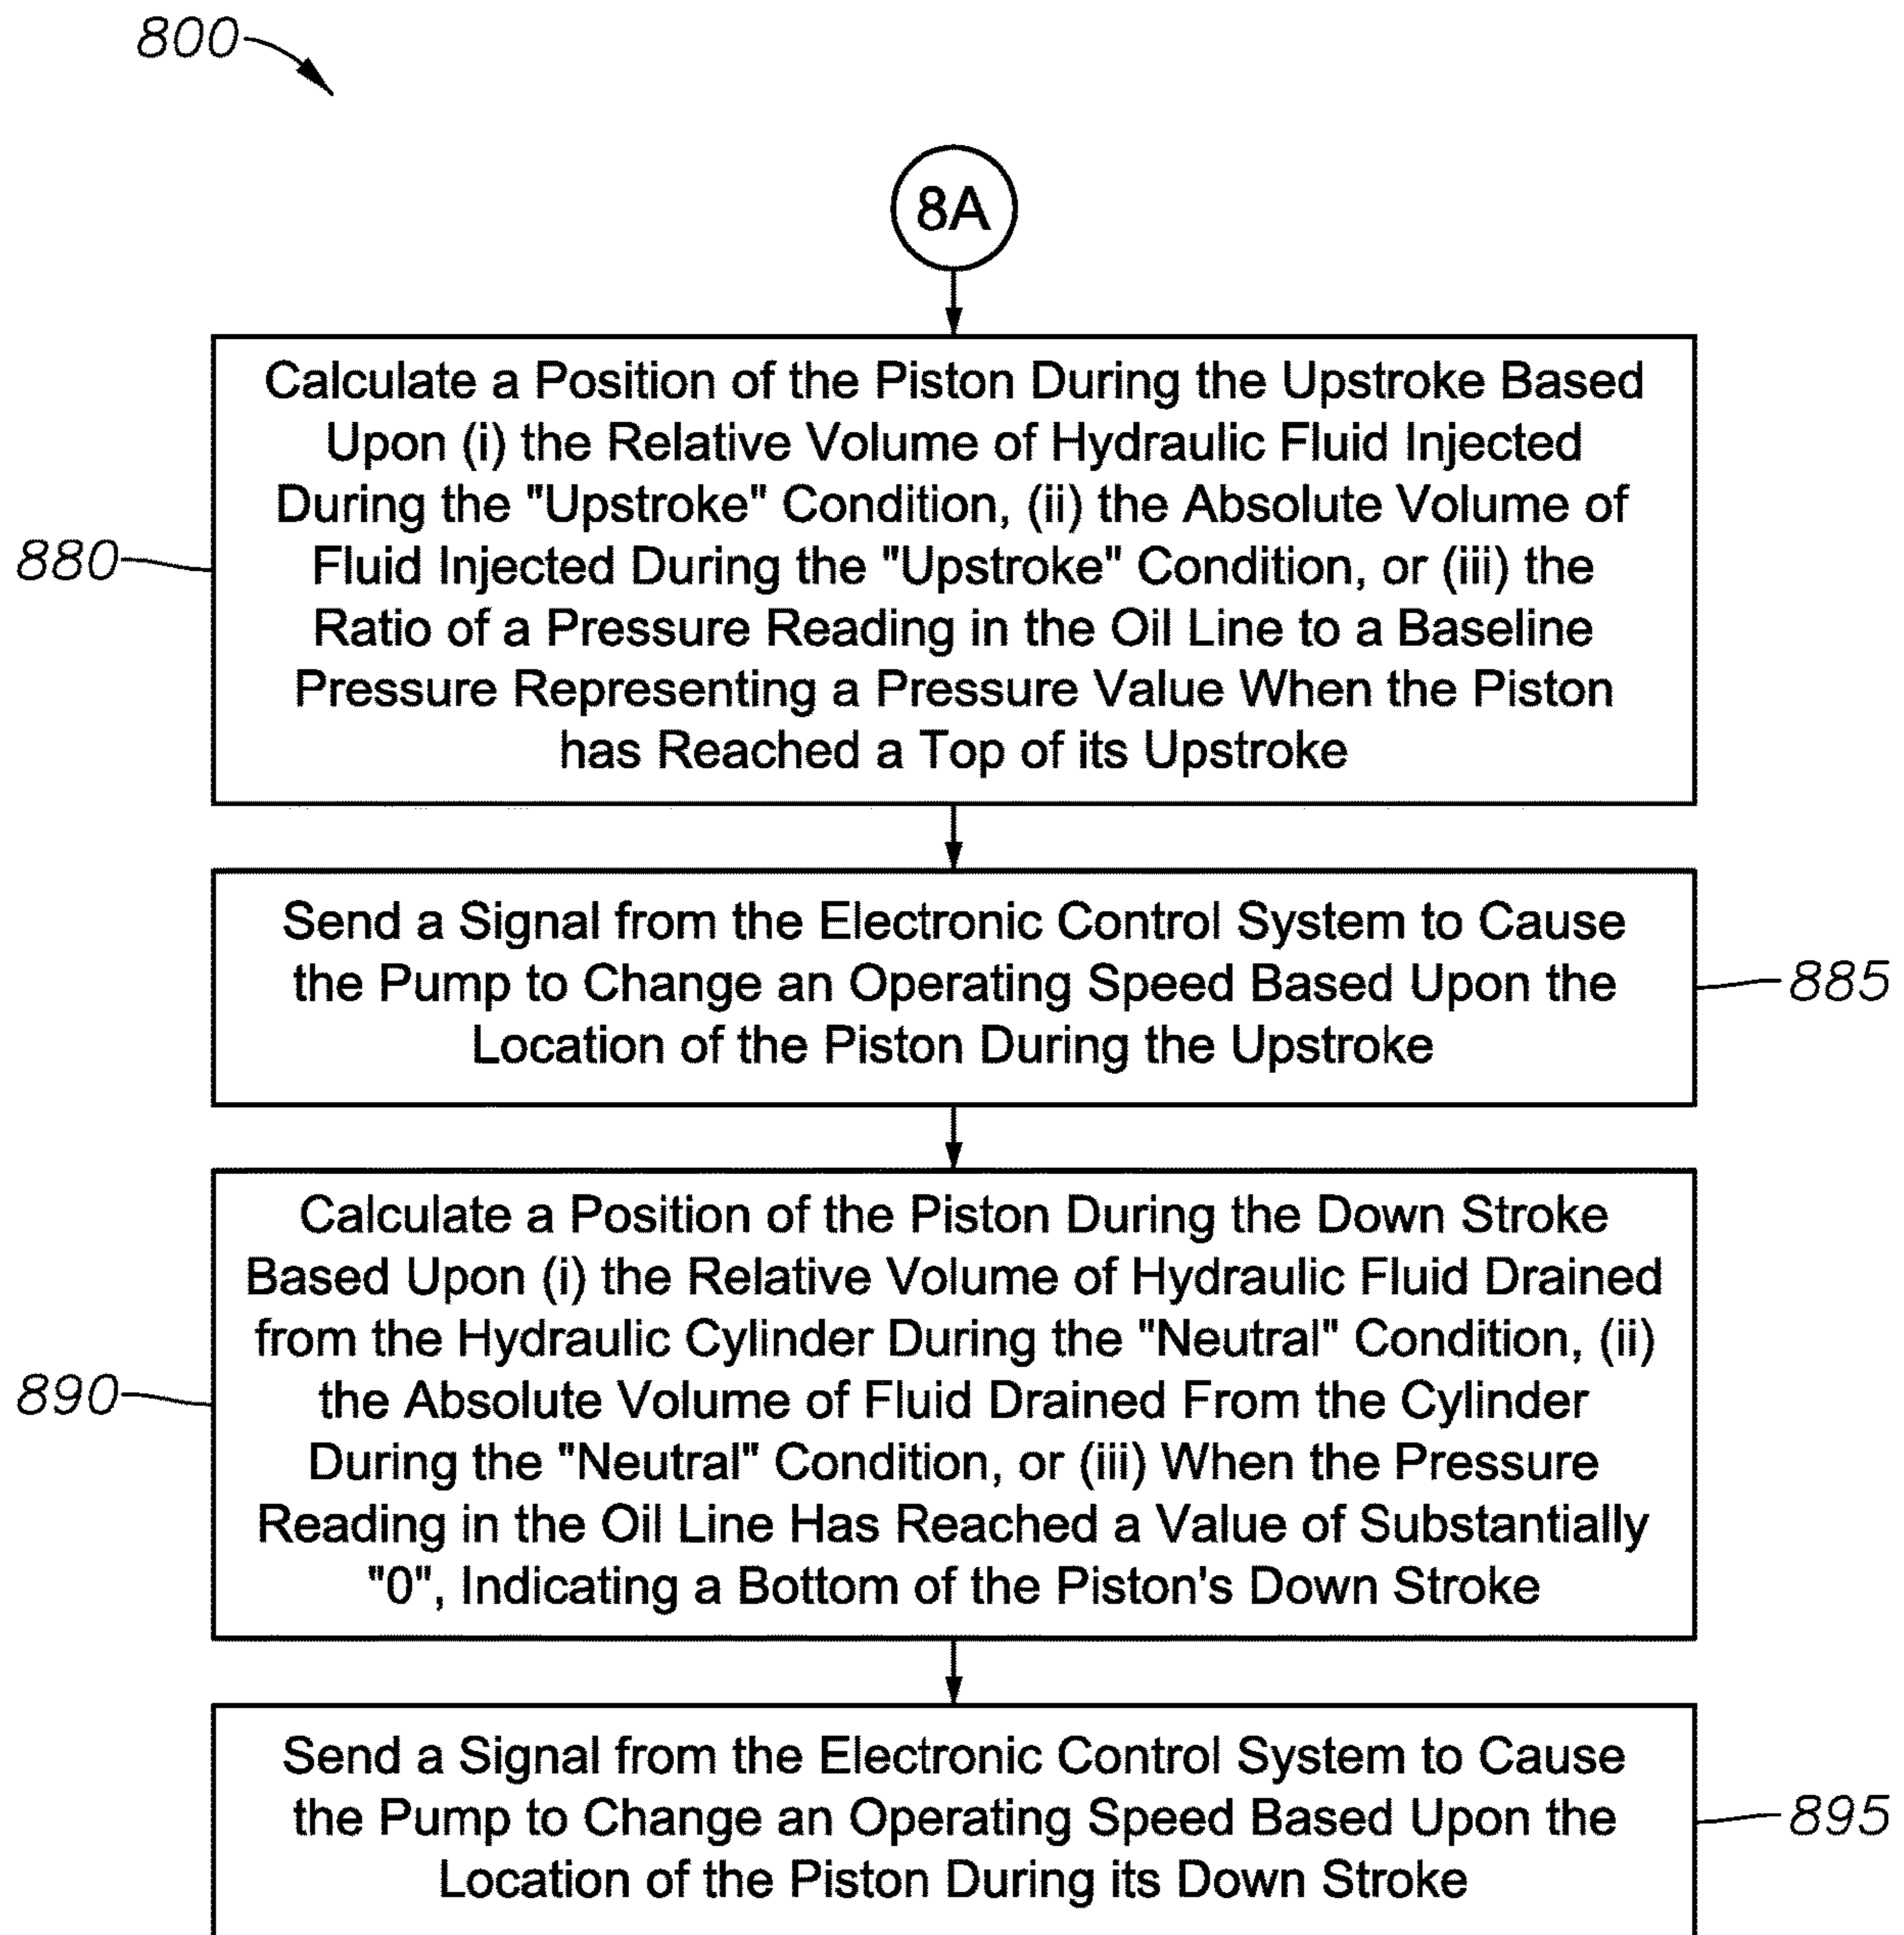 800
8A
Calculate a Position of the Piston During the Upstroke Based
Upon (i) the Relative Volume of Hydraulic Fluid Injected
During the "Upstroke" Condition, (ii) the Absolute Volume of
Fluid Injected During the "Upstroke" Condition, or (iii) the
Ratio of a Pressure Reading in the Oil Line to a Baseline
Pressure Representing a Pressure Value When the Piston
has Reached a Top of its Upstroke
880
Send a Signal from the Electronic Control System to Cause
the Pump to Change an Operating Speed Based Upon the
Location of the Piston During the Upstroke
885
Calculate a Position of the Piston During the Down Stroke
Based Upon (i) the Relative Volume of Hydraulic Fluid Drained
from the Hydraulic Cylinder During the "Neutral" Condition, (ii)
the Absolute Volume of Fluid Drained From the Cylinder
During the "Neutral" Condition, or (iii) When the Pressure
Reading in the Oil Line Has Reached a Value of Substantially
"0", Indicating a Bottom of the Piston's Down Stroke
890
Send a Signal from the Electronic Control System to Cause
the Pump to Change an Operating Speed Based Upon the
Location of the Piston During its Down Stroke
895